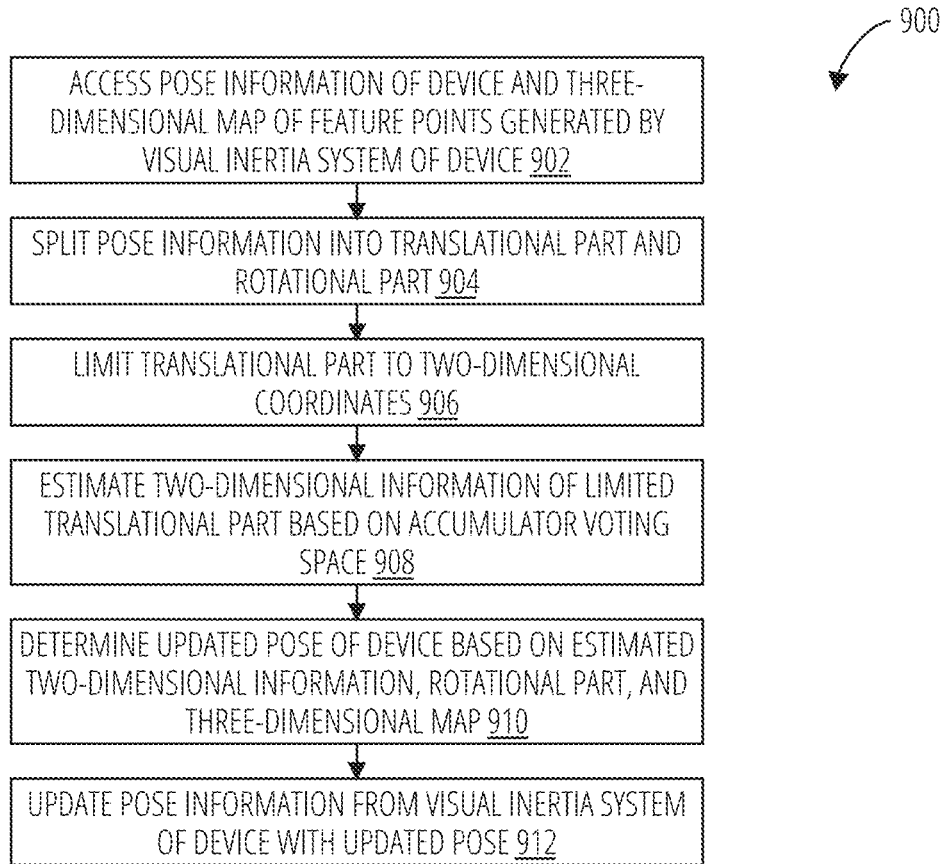 900
ACCESS POSE INFORMATION OF DEVICE AND THREE-
DIMENSIONAL MAP OF FEATURE POINTS GENERATED BY
VISUAL INERTIA SYSTEM OF DEVICE 902
SPLIT POSE INFORMATION INTO TRANSLATIONAL PART AND
ROTATIONAL PART 904
LIMIT TRANSLATIONAL PART TO TWO-DIMENSIONAL
COORDINATES 906
ESTIMATE TWO-DIMENSIONAL INFORMATION OF LIMITED
TRANSLATIONAL PART BASED ON ACCUMULATOR VOTING
SPACE 908
DETERMINE UPDATED POSE OF DEVICE BASED ON ESTIMATED
TWO-DIMENSIONAL INFORMATION, ROTATIONAL PART, AND
THREE-DIMENSIONAL MAP 910
UPDATE POSE INFORMATION FROM VISUAL INERTIA SYSTEM
OF DEVICE WITH UPDATED POSE 912